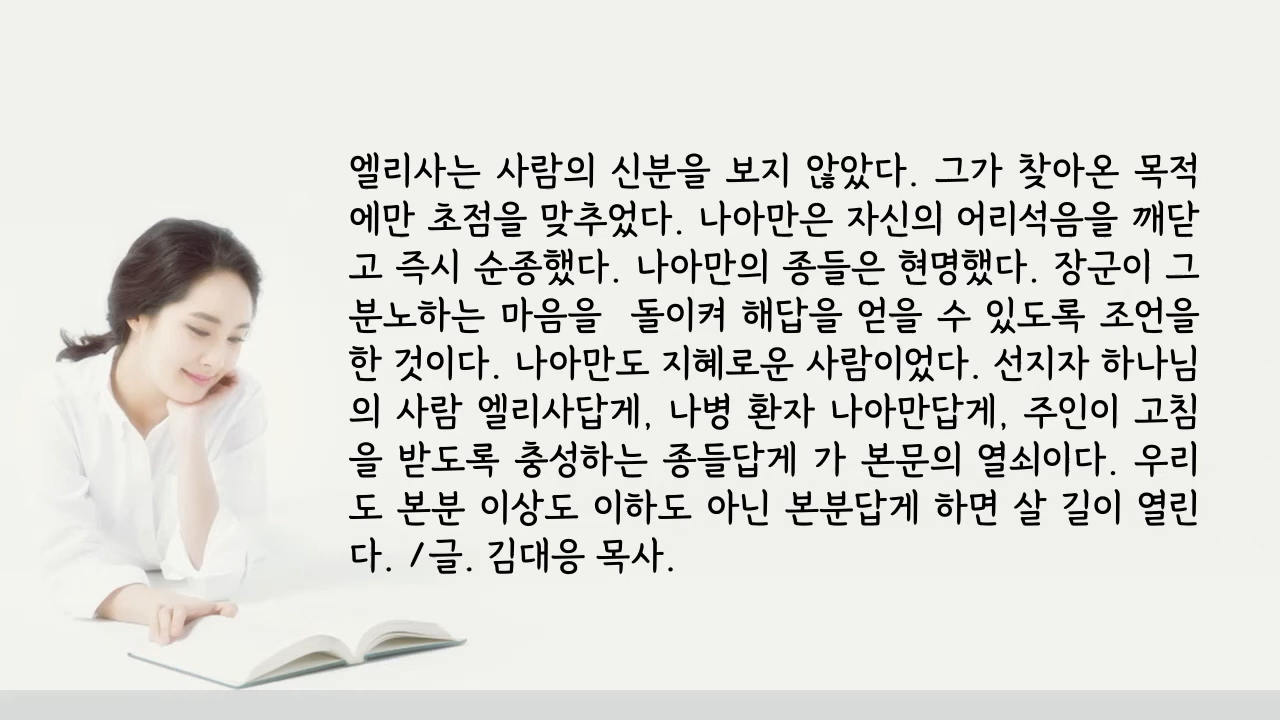 엘리사는 사람의 신분을 보지 않았다. 그가 찾아온 목적
에만 초점을 맞추었다. 나아만은 자신의 어리석음을 깨닫
고 즉시 순종했다. 나아만의 종들은 현명했다. 장군이 그
분노하는 마음을  돌이켜 해답을 얻을 수 있도록 조언을
한 것이다. 나아만도 지혜로운 사람이었다. 선지자 하나님
의 사람 엘리사답게, 나병 환자 나아만답게, 주인이 고침
을 받도록 충성하는 종들답게 가 본문의 열쇠이다. 우리
도 본분 이상도 이하도 아닌 본분답게 하면 살 길이 열린
다. /글. 김대응 목사.